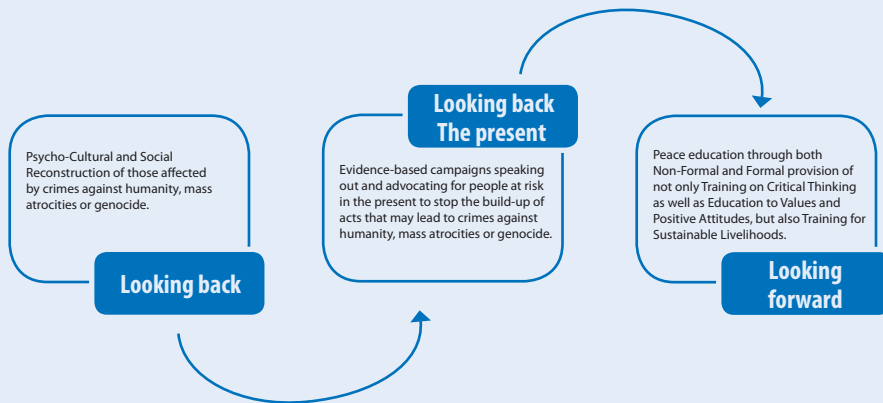 Psycho-Cultural and Social
Reconstruction of those affected
by crimes against humanity, mass
atrocities or genocide.
Looking back
Looking back
The present
Evidence-based campaigns speaking
out and advocating for people at risk
in the present to stop the build-up of
acts that may lead to crimes against
humanity, mass atrocities or genocide.
Peace education through both
Non-Formal and Formal provision of
not only Training on Critical Thinking
as well as Education to Values and
Positive Attitudes, but also Training for
Sustainable Livelihoods.
Looking
forward